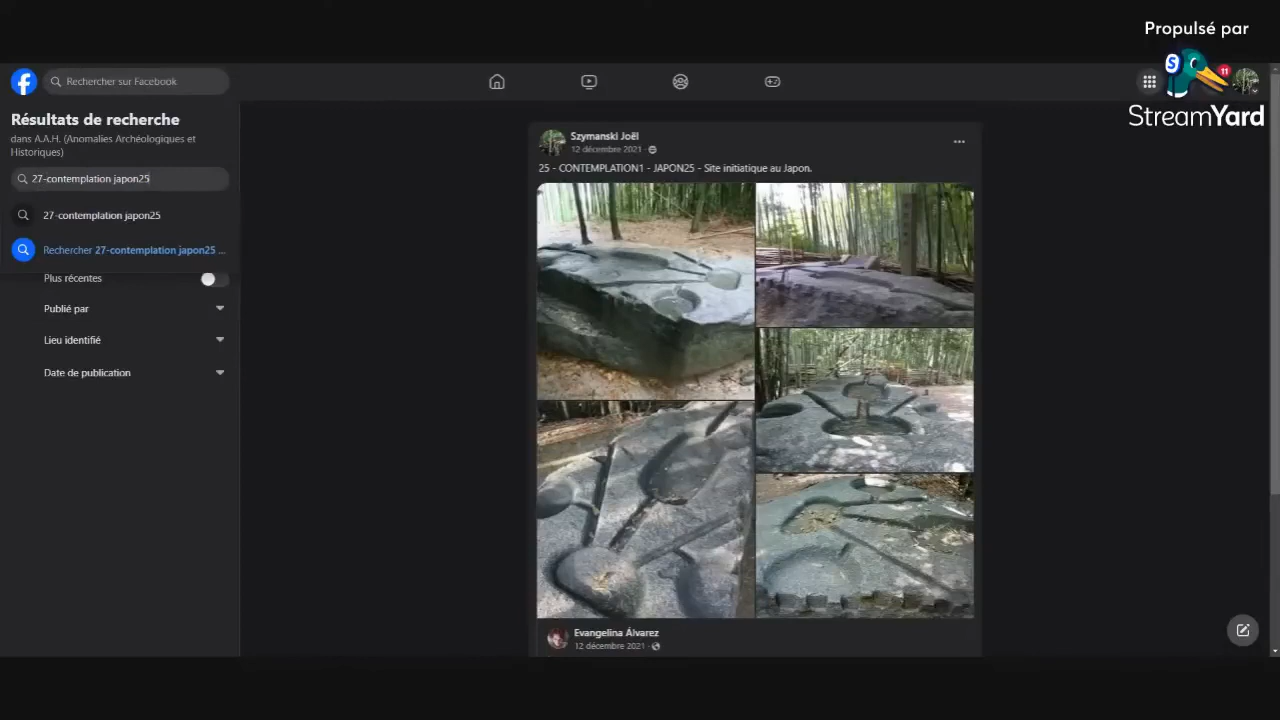 Propulsé par
StreamYard
Rechercher sur Facebook
11
Résultats de recherche
dans A.A.H. (Anomalies Archéologiques et
Historiques)
27-contemplation japon25
27-contemplation japon25
Rechercher 27-contemplation japon25 ...
Plus récentes
Publié par
Lieu identifié
Date de publication
Szymanski Joël
12 décembre 2021
25 - CONTEMPLATION1 - JAPON25 - Site initiatique au Japon.
Evangelina Álvarez
12 décembre 2021